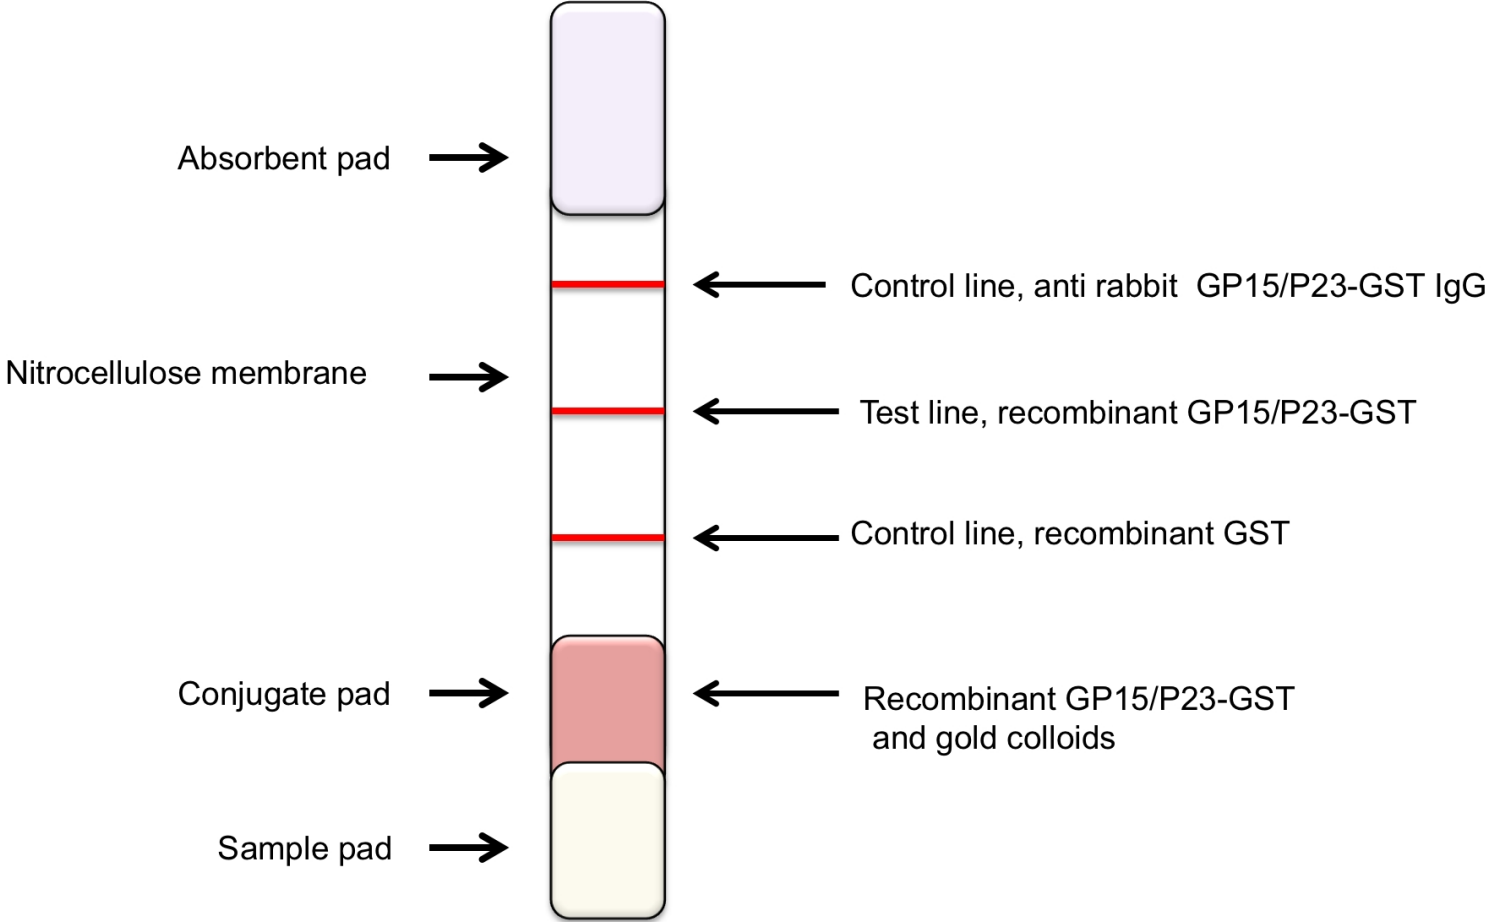 Absorbent pad
Control line, anti rabbit  GP15/P23-GST IgG
Nitrocellulose membrane
Test line, recombinant GP15/P23-GST
Control line, recombinant GST
Conjugate pad
Recombinant GP15/P23-GST
and gold colloids
Sample pad